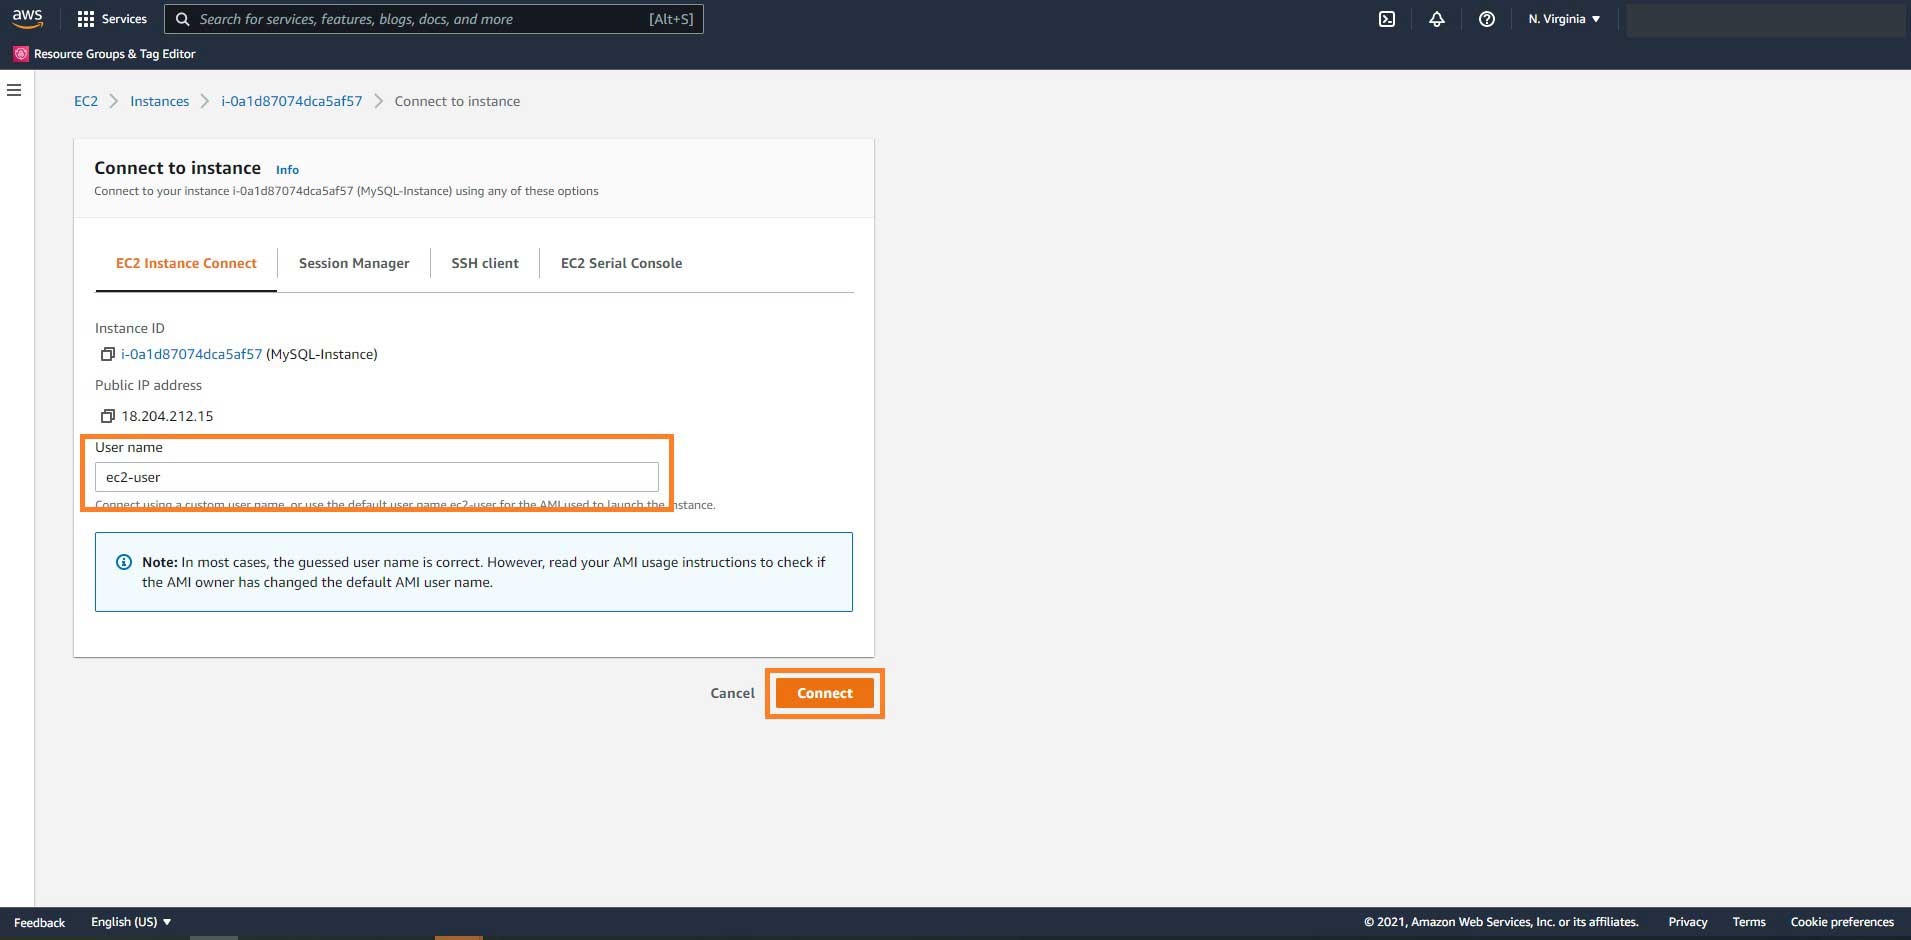 aws
Services
Search for services, features, blogs, docs, and more [Alt+S]
N. Virginia
Resource Groups & Tag Editor
EC2 Instances i-0a1d87074dca5af57 Connect to instance
Connect to instance Info
Connect to your instance i-0a1d87074dca5af57 (MySQL-Instance) using any of these options
EC2 Instance Connect Session Manager SSH client EC2 Serial Console
Instance ID
i-0a1d87074dca5af57 (MySQL-Instance)
Public IP address
18.204.212.15
User name
ec2-user
Connect using a custom user name, or use the default user name ec2-user for the AMI used to launch the instance.
Note: In most cases, the guessed user name is correct. However, read your AMI usage instructions to check if
the AMI owner has changed the default AMI user name.
Cancel Connect
Feedback English (US) © 2021, Amazon Web Services, Inc. or its affiliates. Privacy Terms Cookie preferences